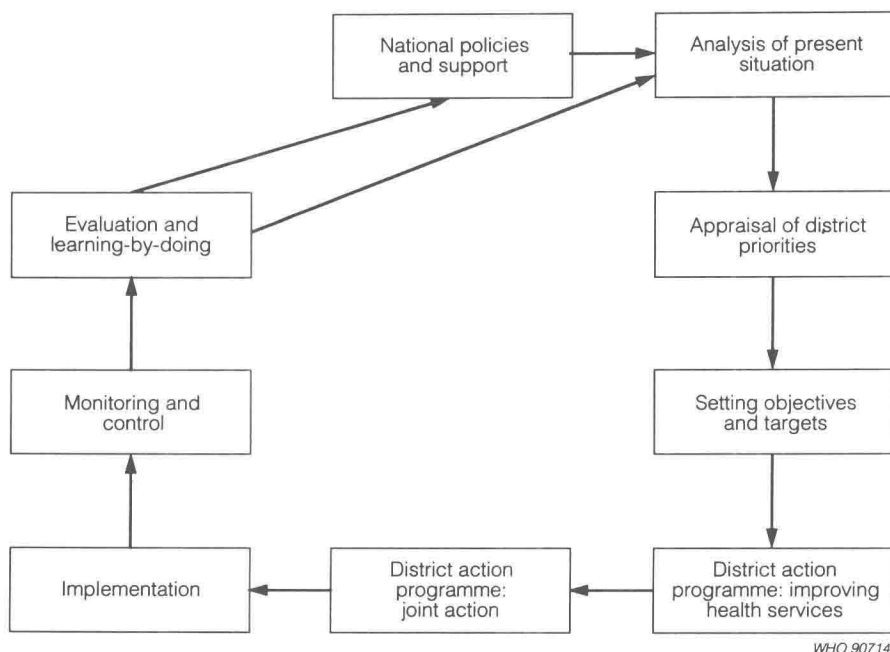 National policies
and support
Analysis of present
situation
Evaluation and
learning-by-doing
Appraisal of district
priorities
Monitoring and
control
Setting objectives
and targets
Implementation
District action
programme:
joint action
District action
programme: improving
health services
WHO 90714